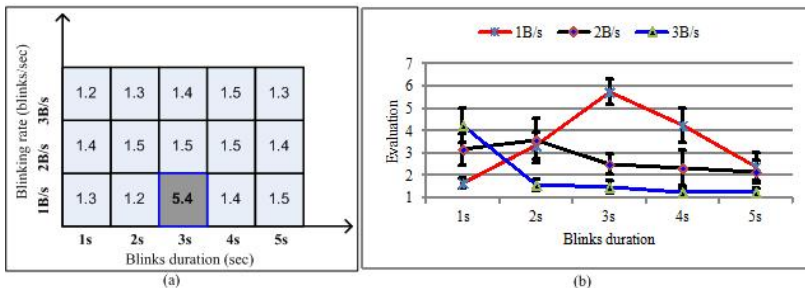 Blinking rate (blinks/sec)
3B/s
2B/s
1B/s
1.2 1.3 1.4 1.5 1.3
1.4 1.5 1.5 1.5 1.4
1.3 1.2 5.4 1.4 1.5
1s 2s 3s 4s 5s
Blinks duration (sec)
(a)
1B/s 2B/s 3B/s
Evaluation
7
6
5
4
3
2
1
1s 2s 3s 4s 5s
Blinks duration
(b)